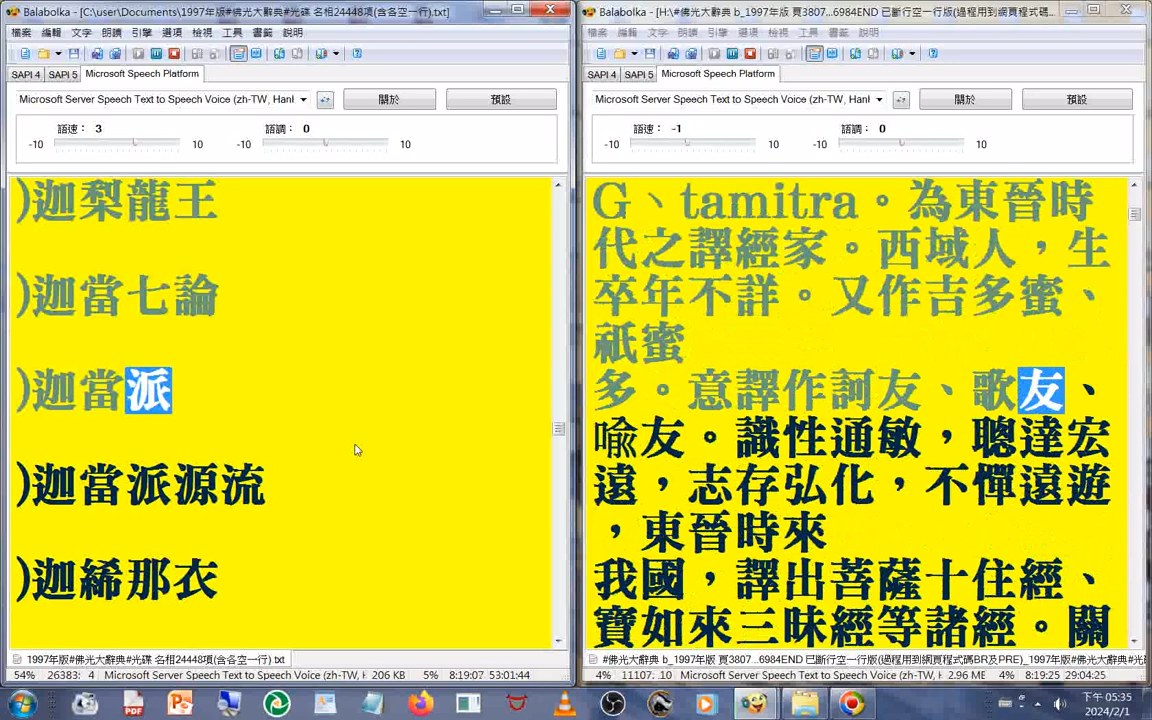 Balabolka - [C:\user\Documents\1997年版#佛光大辭典#光碟 名相24448項(含各空一行).txt]
檔案 編輯 文字 朗讀 引擎 選項 檢視 工具 書籤 說明
SAPI 4 SAPI 5 Microsoft Speech Platform
Microsoft Server Speech Text to Speech Voice (zh-TW, Hanl
關於
預設
語速： 3
語調： 0
-10 10 -10 10
)迦梨龍王
)迦當七論
)迦當派
)迦當派源流
)迦絺那衣
1997年版#佛光大辭典#光碟 名相24448項(含各空一行).txt
54% 26383: 4 Microsoft Server Speech Text to Speech Voice (zh-TW, H 206 KB 5% 8:19:07 53:01:44
Balabolka - [H:\#佛光大辭典 b_1997年版 頁3807...6984END 已斷行空一行版(過程用到網頁程式碼
檔案 編輯 文字 朗讀 引擎 選項 檢視 工具 書籤 說明
SAPI 4 SAPI 5 Microsoft Speech Platform
Microsoft Server Speech Text to Speech Voice (zh-TW, Hanl
關於
預設
語速： -1
語調： 0
-10 10 -10 10
G、tamitra。為東晉時
代之譯經家。西域人，生
卒年不詳。又作吉多蜜、
祇蜜
多。意譯作訶友、歌友、
喻友。識性通敏，聰達宏
遠，志存弘化，不憚遠遊
，東晉時來
我國，譯出菩薩十住經、
寶如來三昧經等諸經。關
#佛光大辭典 b_1997年版 頁3807...6984END 已斷行空一行版(過程用到網頁程式碼BR及PRE)_1997年版#光
4% 11107: 10 Microsoft Server Speech Text to Speech Voice (zh-TW, H 2.96 ME 4% 8:19:25 29:04:25
下午 05:35
2024/2/1